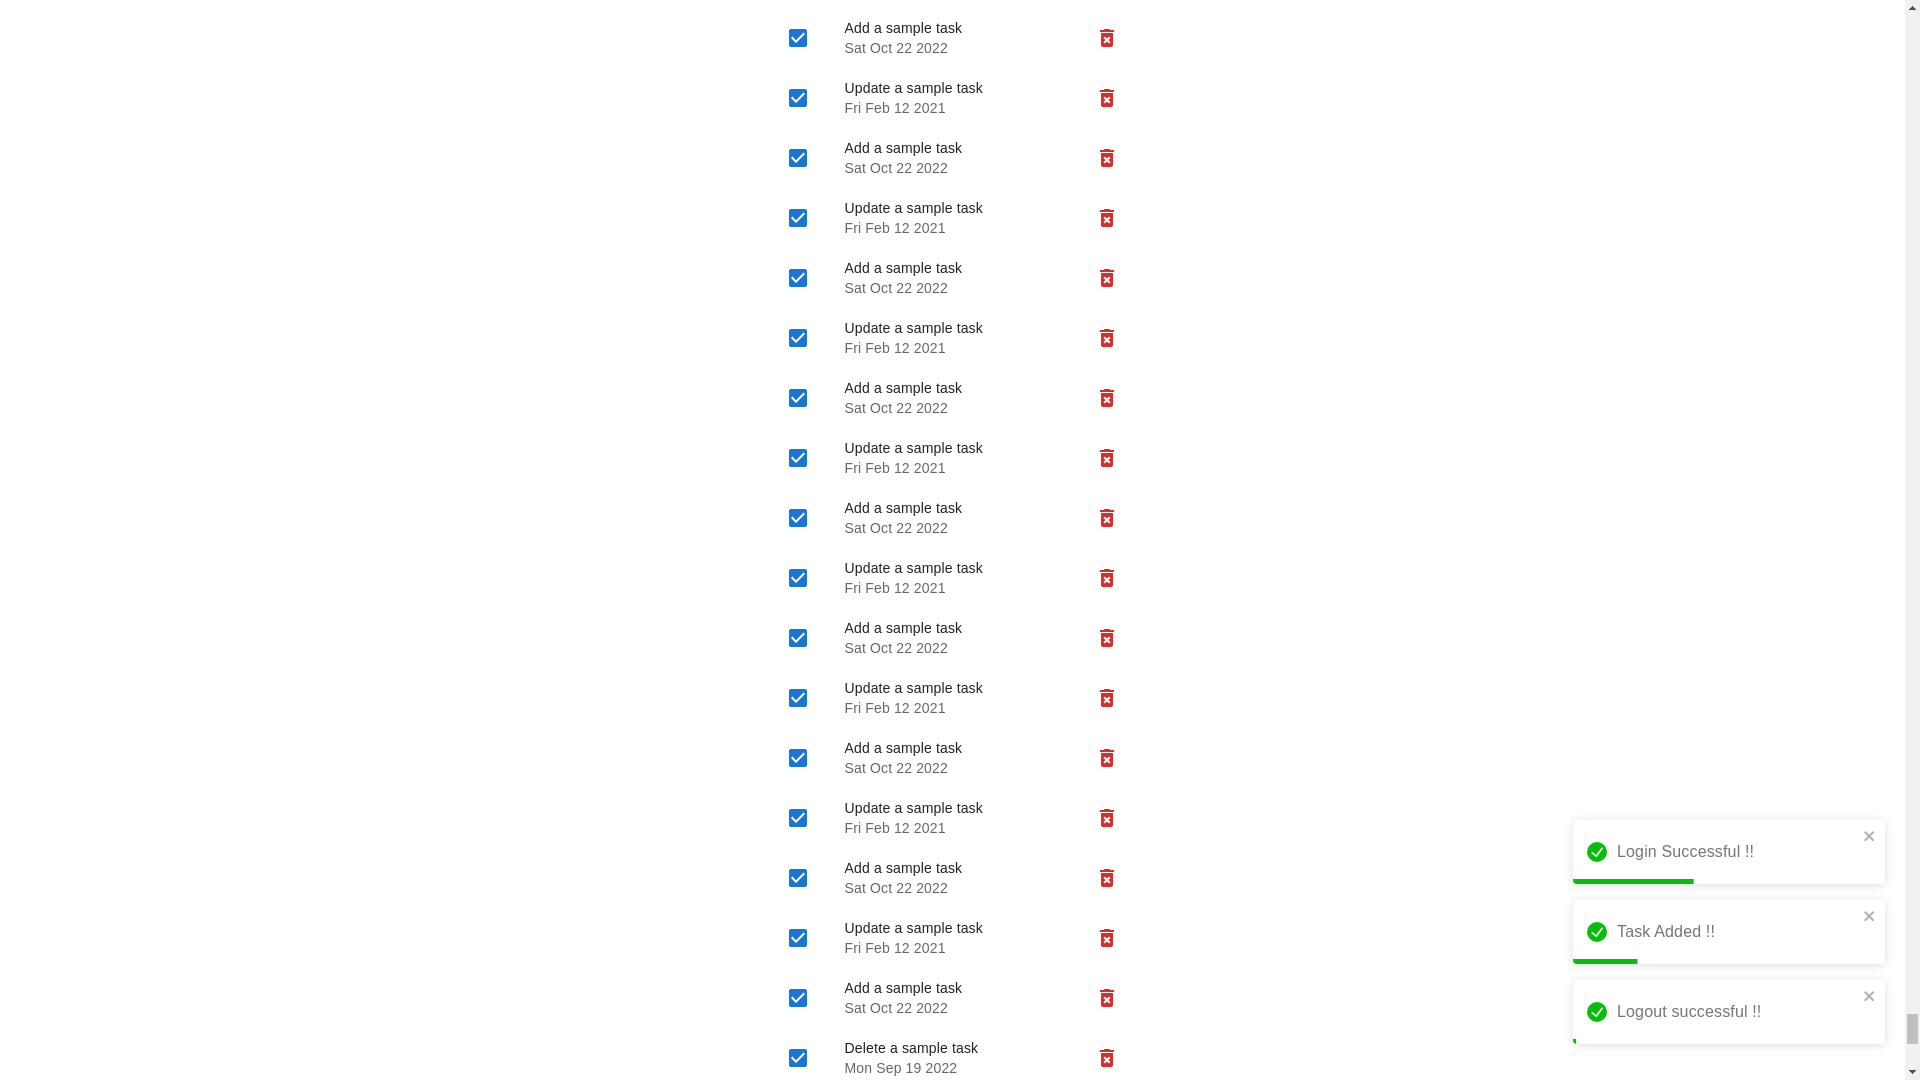 Add a sample task
Sat Oct 22 2022
Update a sample task
Fri Feb 12 2021
Add a sample task
Sat Oct 22 2022
Update a sample task
Fri Feb 12 2021
Add a sample task
Sat Oct 22 2022
Update a sample task
Fri Feb 12 2021
Add a sample task
Sat Oct 22 2022
Update a sample task
Fri Feb 12 2021
Add a sample task
Sat Oct 22 2022
Update a sample task
Fri Feb 12 2021
Add a sample task
Sat Oct 22 2022
Update a sample task
Fri Feb 12 2021
Add a sample task
Sat Oct 22 2022
Update a sample task
Fri Feb 12 2021
Add a sample task
Sat Oct 22 2022
Update a sample task
Fri Feb 12 2021
Add a sample task
Sat Oct 22 2022
Delete a sample task
Mon Sep 19 2022
Login Successful !!
Task Added !!
Logout successful !!